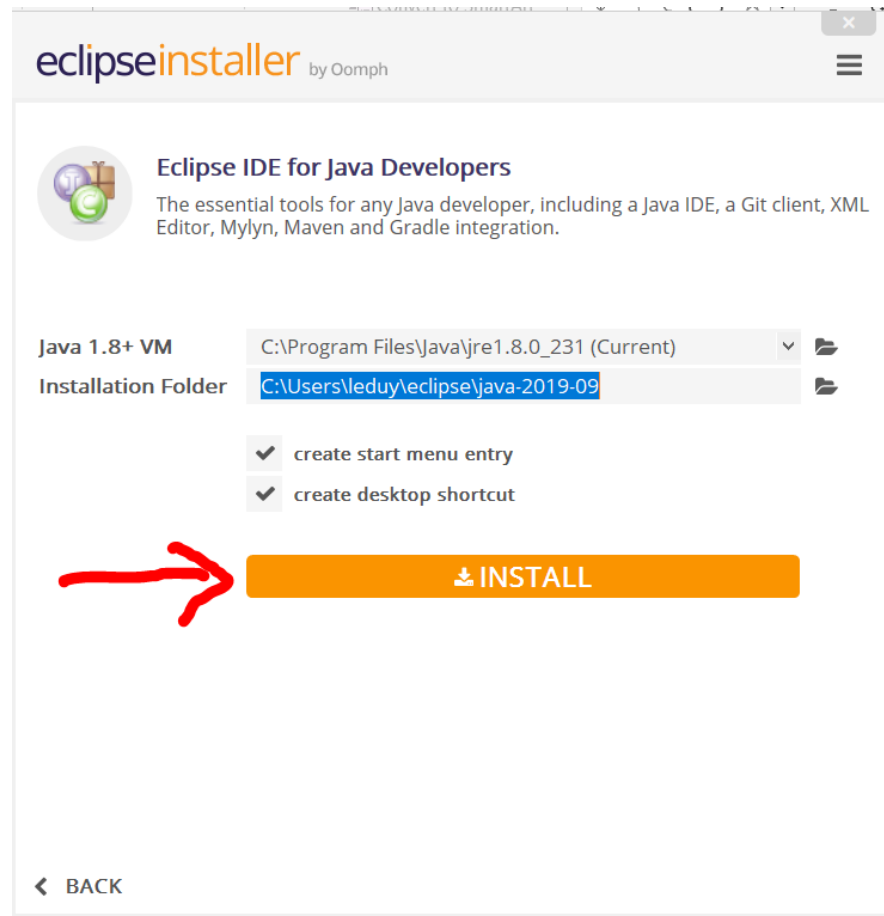 eclipseinstaller by Oomph
Eclipse IDE for Java Developers
The essential tools for any Java developer, including a Java IDE, a Git client, XML
Editor, Mylyn, Maven and Gradle integration.
Java 1.8+ VM C:\Program Files\Java\jre1.8.0_231 (Current)
Installation Folder C:\Users\leduy\eclipse\java-2019-09
create start menu entry
create desktop shortcut
INSTALL
BACK